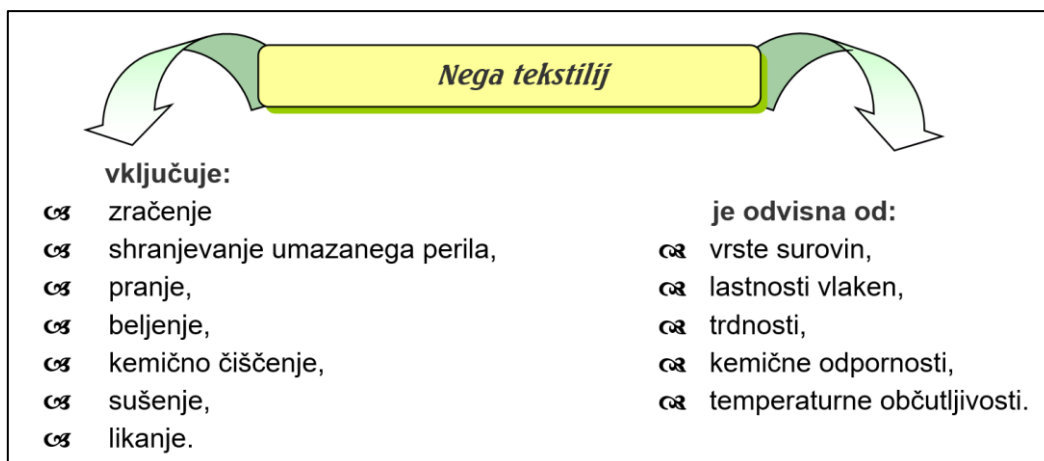 Nega tekstilij
vključuje:
zračenje
shranjevanje umazanega perila,
pranje,
beljenje,
kemično čiščenje,
sušenje,
likanje.
je odvisna od:
vrste surovin,
lastnosti vlaken,
trdnosti,
kemične odpornosti,
temperaturne občutljivosti.